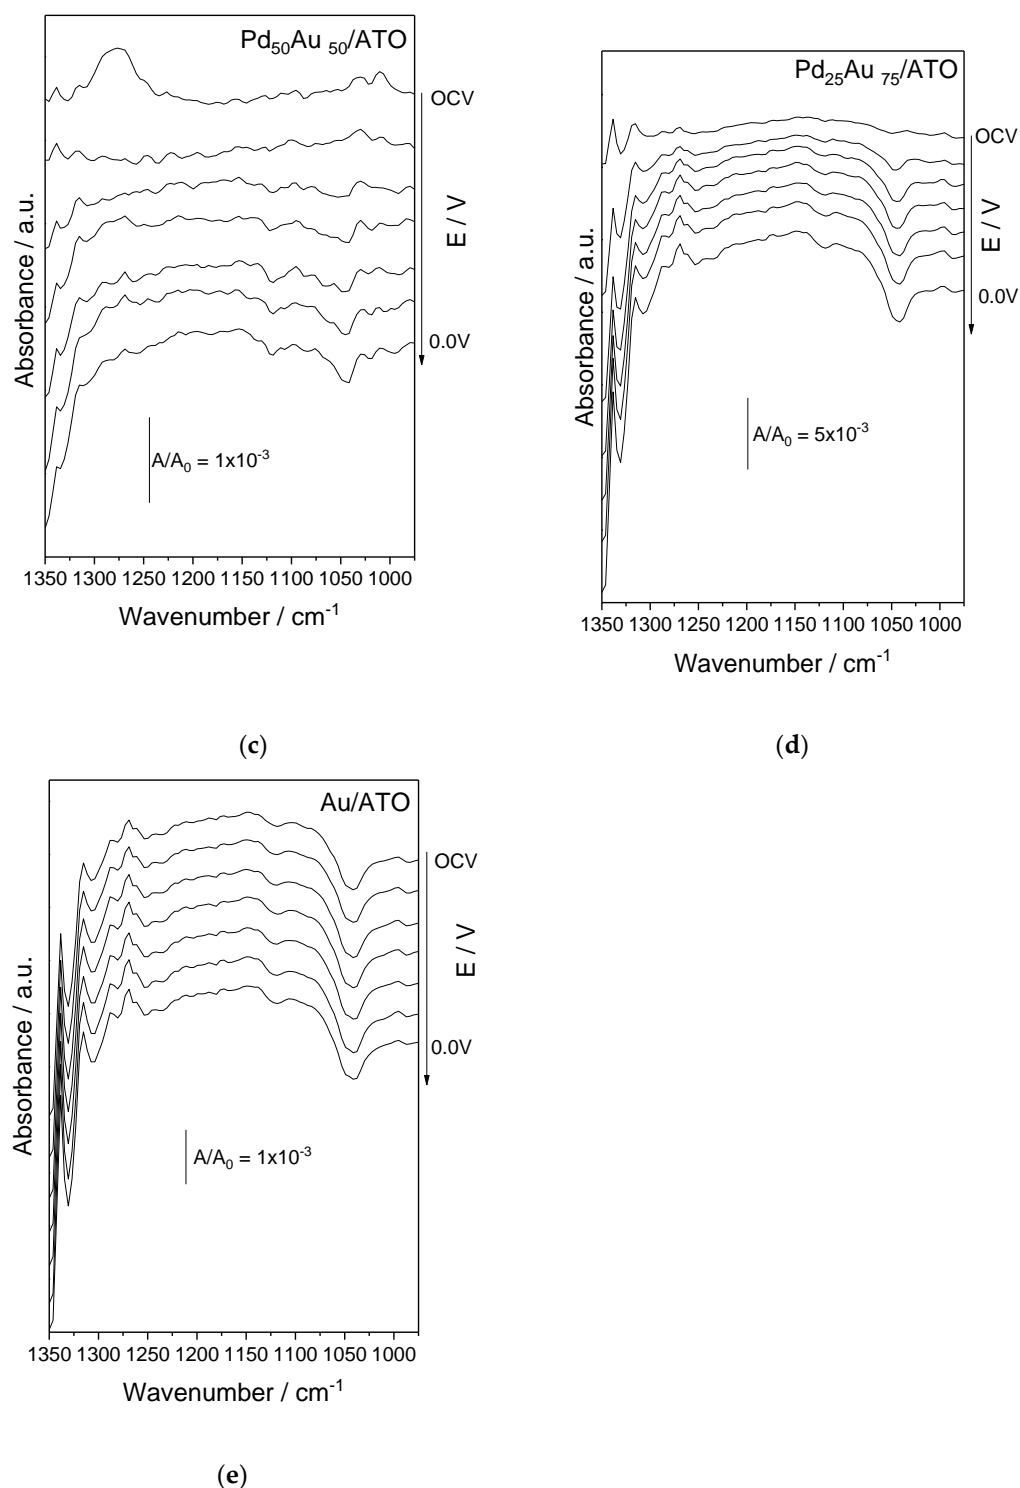 Pd50Au 50/ATO
OCV
E / V
0.0V
Absorbance / a.u.
A/A0 = 1x10-3
1350 1300 1250 1200 1150 1100 1050 1000
Wavenumber / cm-1
(c)
Pd25Au 75/ATO
OCV
E / V
0.0V
Absorbance / a.u.
A/A0 = 5x10-3
1350 1300 1250 1200 1150 1100 1050 1000
Wavenumber / cm-1
(d)
Au/ATO
OCV
E / V
0.0V
Absorbance / a.u.
A/A0 = 1x10-3
1350 1300 1250 1200 1150 1100 1050 1000
Wavenumber / cm-1
(e)